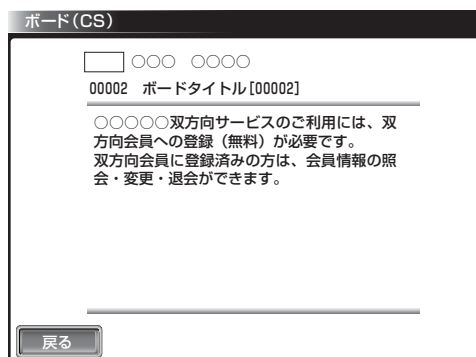 ボード(CS)
○○○ ○○○○
00002 ボードタイトル[00002]
○○○○○双方向サービスのご利用には、双
方向会員への登録（無料）が必要です。
双方向会員に登録済みの方は、会員情報の照
会・変更・退会ができます。
戻る